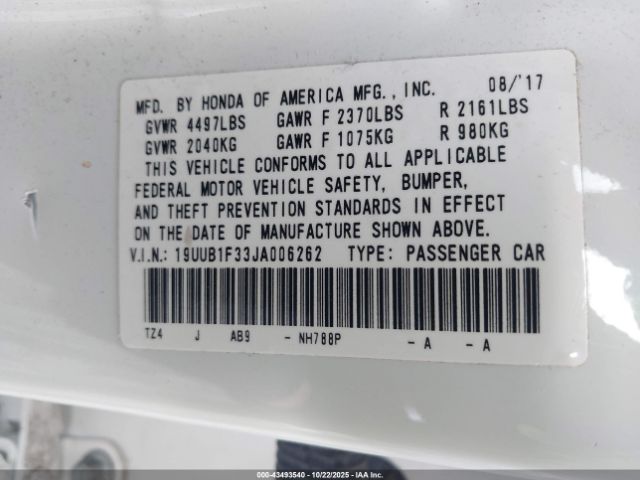 MFD. BY HONDA OF AMERICA MFG., INC. 08/'17
GVWR 4497LBS GAWR F 2370LBS R 2161LBS
GVWR 2040KG GAWR F 1075KG R 980KG
THIS VEHICLE CONFORMS TO ALL APPLICABLE
FEDERAL MOTOR VEHICLE SAFETY, BUMPER,
AND THEFT PREVENTION STANDARDS IN EFFECT
ON THE DATE OF MANUFACTURE SHOWN ABOVE.
V.I.N.: 19UUB1F33JA006262 TYPE: PASSENGER CAR
TZ4 J AB9 - NH788P - A - A
000-43493540 - 10/22/2025 - IAAI.com